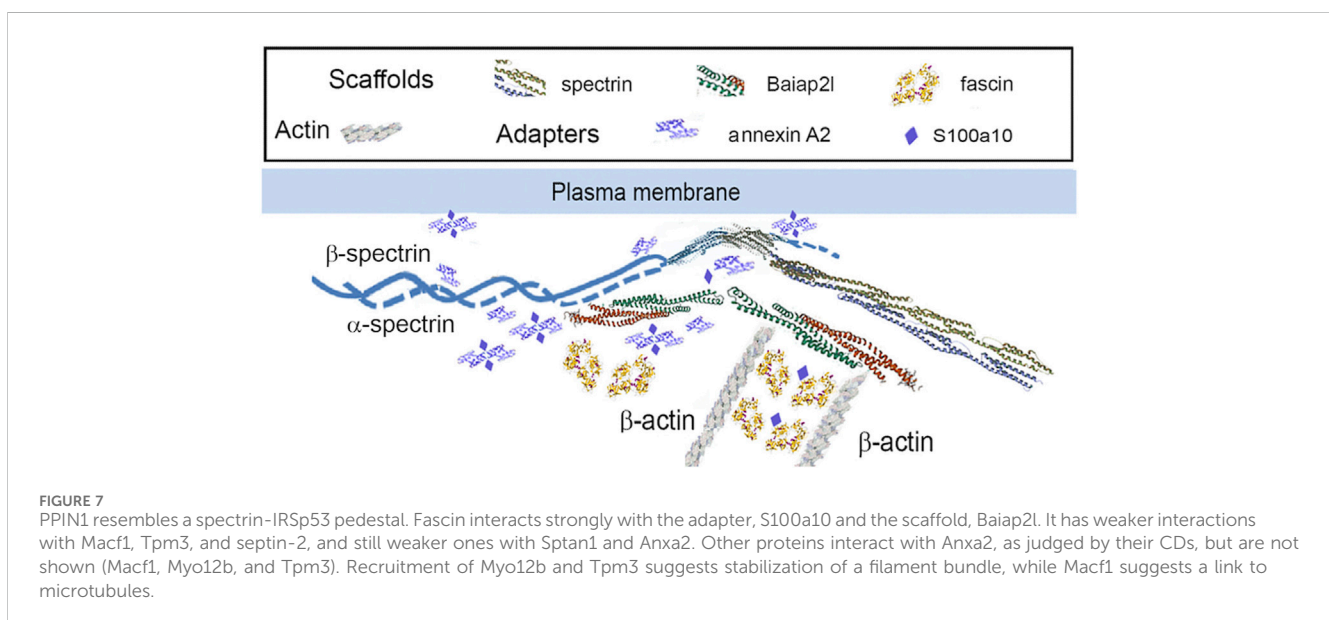 Scaffolds spectrin Baiap2l fascin
Actin Adapters annexin A2 S100a10
Plasma membrane
β-spectrin
α-spectrin
β-actin
β-actin
FIGURE 7
PPIN1 resembles a spectrin-IRSp53 pedestal. Fascin interacts strongly with the adapter, S100a10 and the scaffold, Baiap2l. It has weaker interactions
with Macf1, Tpm3, and septin-2, and still weaker ones with Sptan1 and Anxa2. Other proteins interact with Anxa2, as judged by their CDs, but are not
shown (Macf1, Myo12b, and Tpm3). Recruitment of Myo12b and Tpm3 suggests stabilization of a filament bundle, while Macf1 suggests a link to
microtubules.